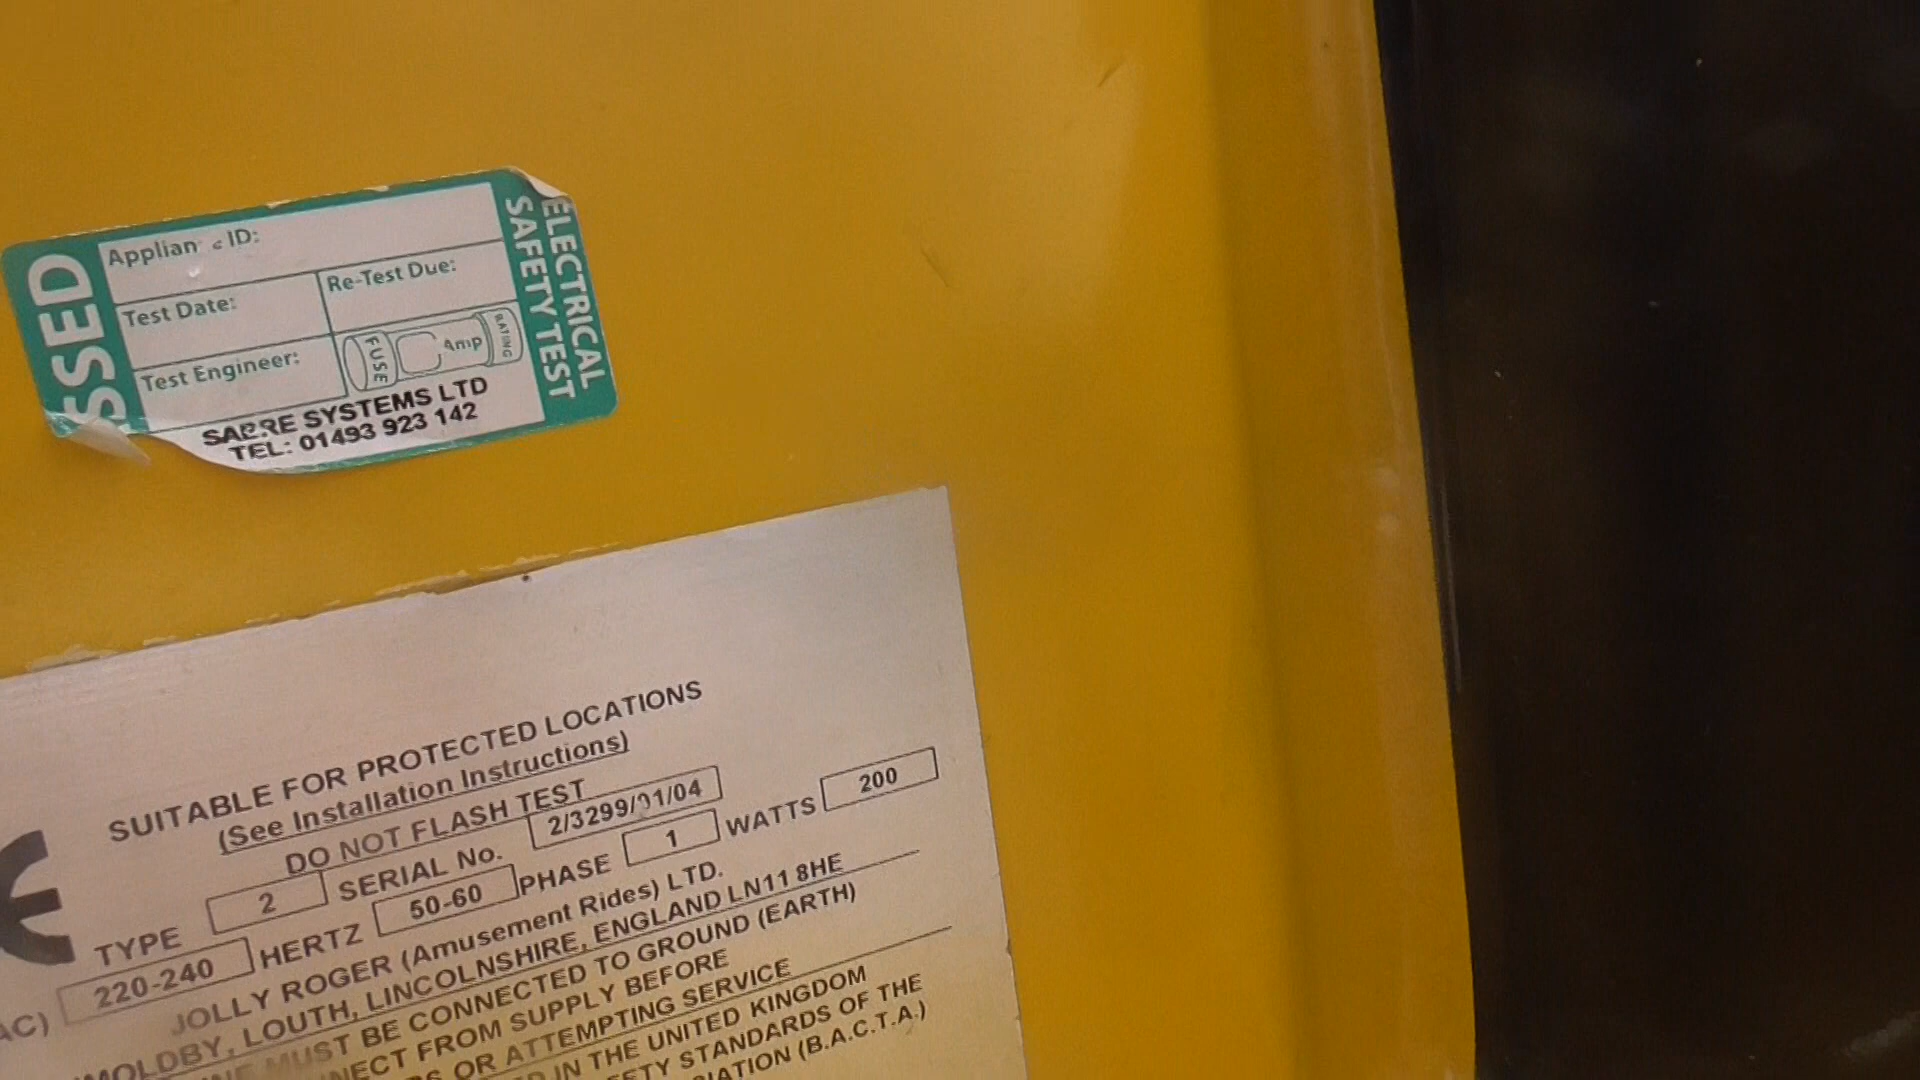 SSED
Applian e ID:
Test Date:
Re-Test Due:
Test Engineer:
FUSE
Amp
RATING
ELECTRICAL
SAFETY TEST
SABRE SYSTEMS LTD
TEL: 01493 923 142
SUITABLE FOR PROTECTED LOCATIONS
(See Installation Instructions)
DO NOT FLASH TEST
CE
TYPE 2 SERIAL No. 2/3299/01/04
AC) 220-240 HERTZ 50-60 PHASE 1 WATTS 200
JOLLY ROGER (Amusement Rides) LTD.
MOLDBY, LOUTH, LINCOLNSHIRE, ENGLAND LN11 8HE
MUST BE CONNECTED TO GROUND (EARTH)
NNECT FROM SUPPLY BEFORE
OR ATTEMPTING SERVICE
IN THE UNITED KINGDOM
ETY STANDARDS OF THE
IATION (B.A.C.T.A.)